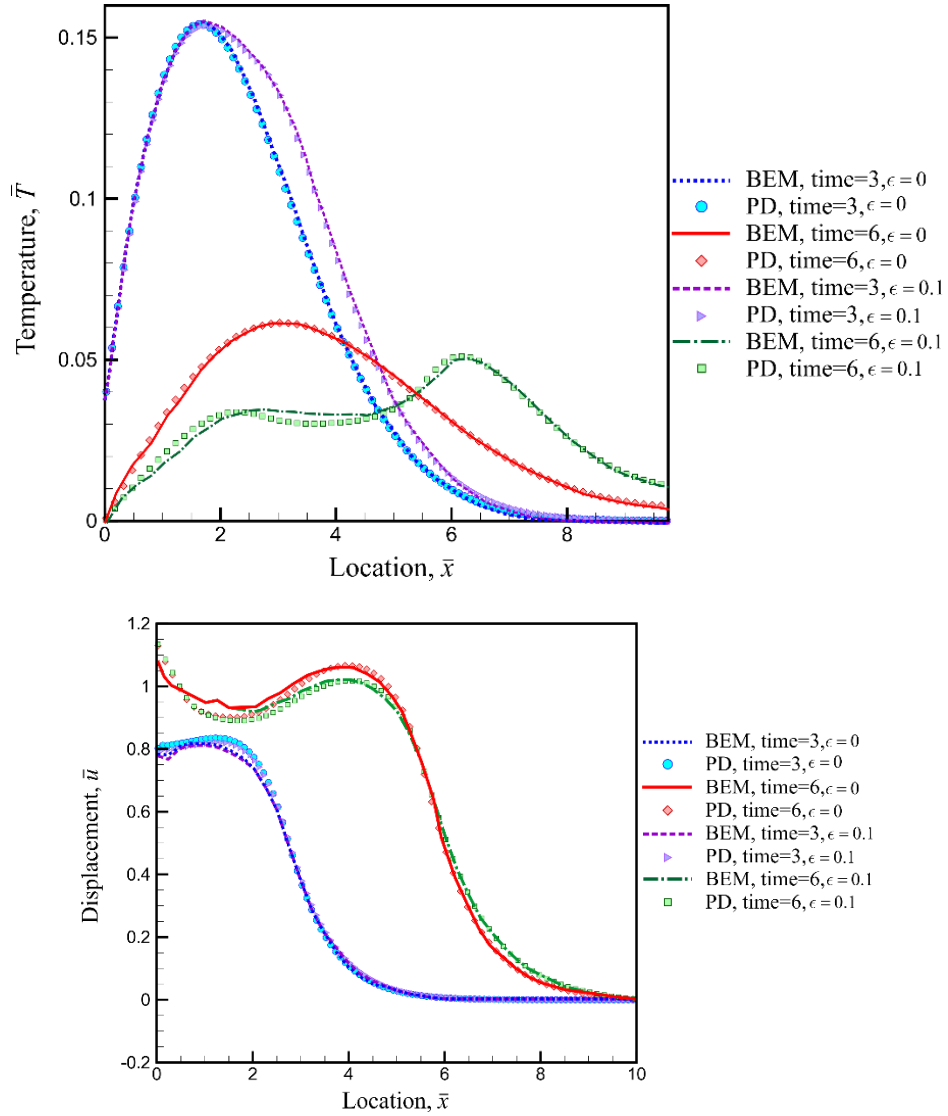 0.15
0.1
0.05
0
Temperature, T̄
0 2 4 6 8
Location, x̄
BEM, time=3,ϵ = 0
PD, time=3,ϵ = 0
BEM, time=6,ϵ = 0
PD, time=6,ϵ = 0
BEM, time=3,ϵ = 0.1
PD, time=3,ϵ = 0.1
BEM, time=6,ϵ = 0.1
PD, time=6,ϵ = 0.1
1.2
1
0.8
0.6
0.4
0.2
0
-0.2
Displacement, ū
0 2 4 6 8 10
Location, x̄
BEM, time=3,ϵ = 0
PD, time=3,ϵ = 0
BEM, time=6,ϵ = 0
PD, time=6,ϵ = 0
BEM, time=3,ϵ = 0.1
PD, time=3,ϵ = 0.1
BEM, time=6,ϵ = 0.1
PD, time=6,ϵ = 0.1